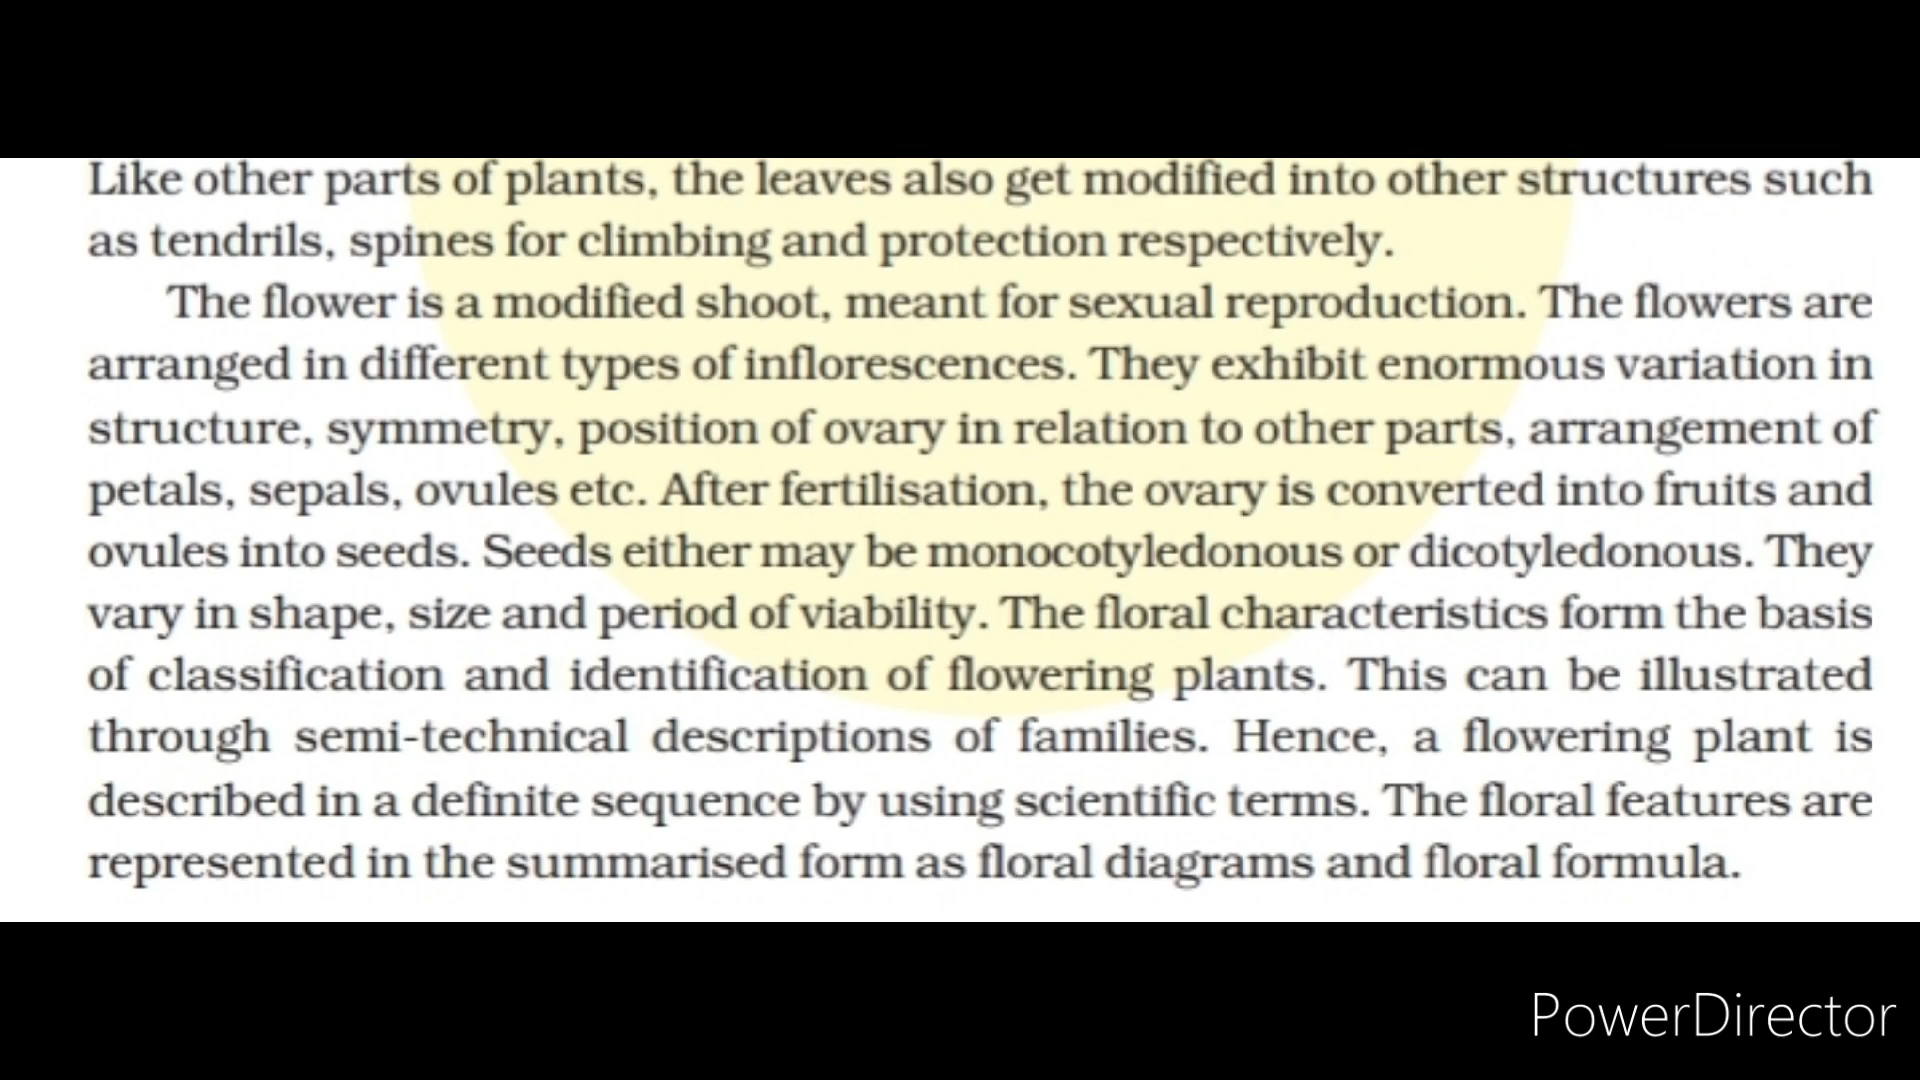 Like other parts of plants, the leaves also get modified into other structures such
as tendrils, spines for climbing and protection respectively.
The flower is a modified shoot, meant for sexual reproduction. The flowers are
arranged in different types of inflorescences. They exhibit enormous variation in
structure, symmetry, position of ovary in relation to other parts, arrangement of
petals, sepals, ovules etc. After fertilisation, the ovary is converted into fruits and
ovules into seeds. Seeds either may be monocotyledonous or dicotyledonous. They
vary in shape, size and period of viability. The floral characteristics form the basis
of classification and identification of flowering plants. This can be illustrated
through semi-technical descriptions of families. Hence, a flowering plant is
described in a definite sequence by using scientific terms. The floral features are
represented in the summarised form as floral diagrams and floral formula.
PowerDirector